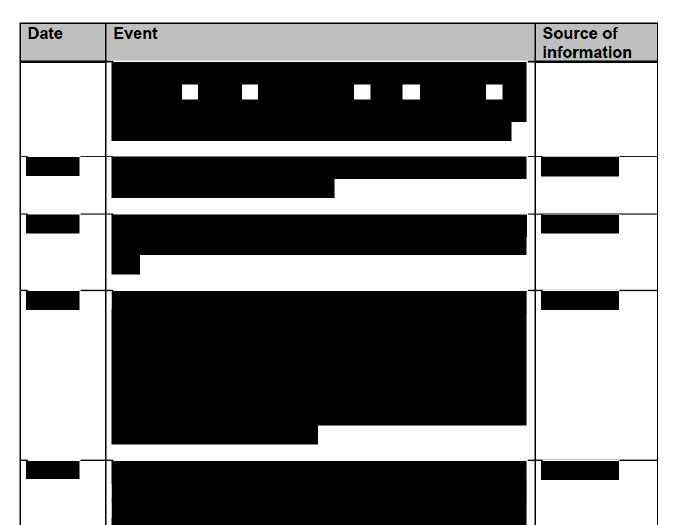 Date Event Source of
information